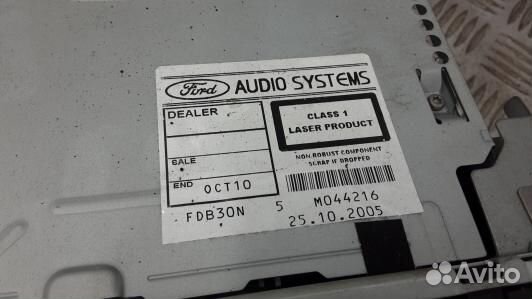 Ford AUDIO SYSTEMS
DEALER
SALE
END OCT10
CLASS 1
LASER PRODUCT
NON ROBUST COMPONENT
SCRAP IF DROPPED
FDB30N 5 M044216
25.10.2005
Avito